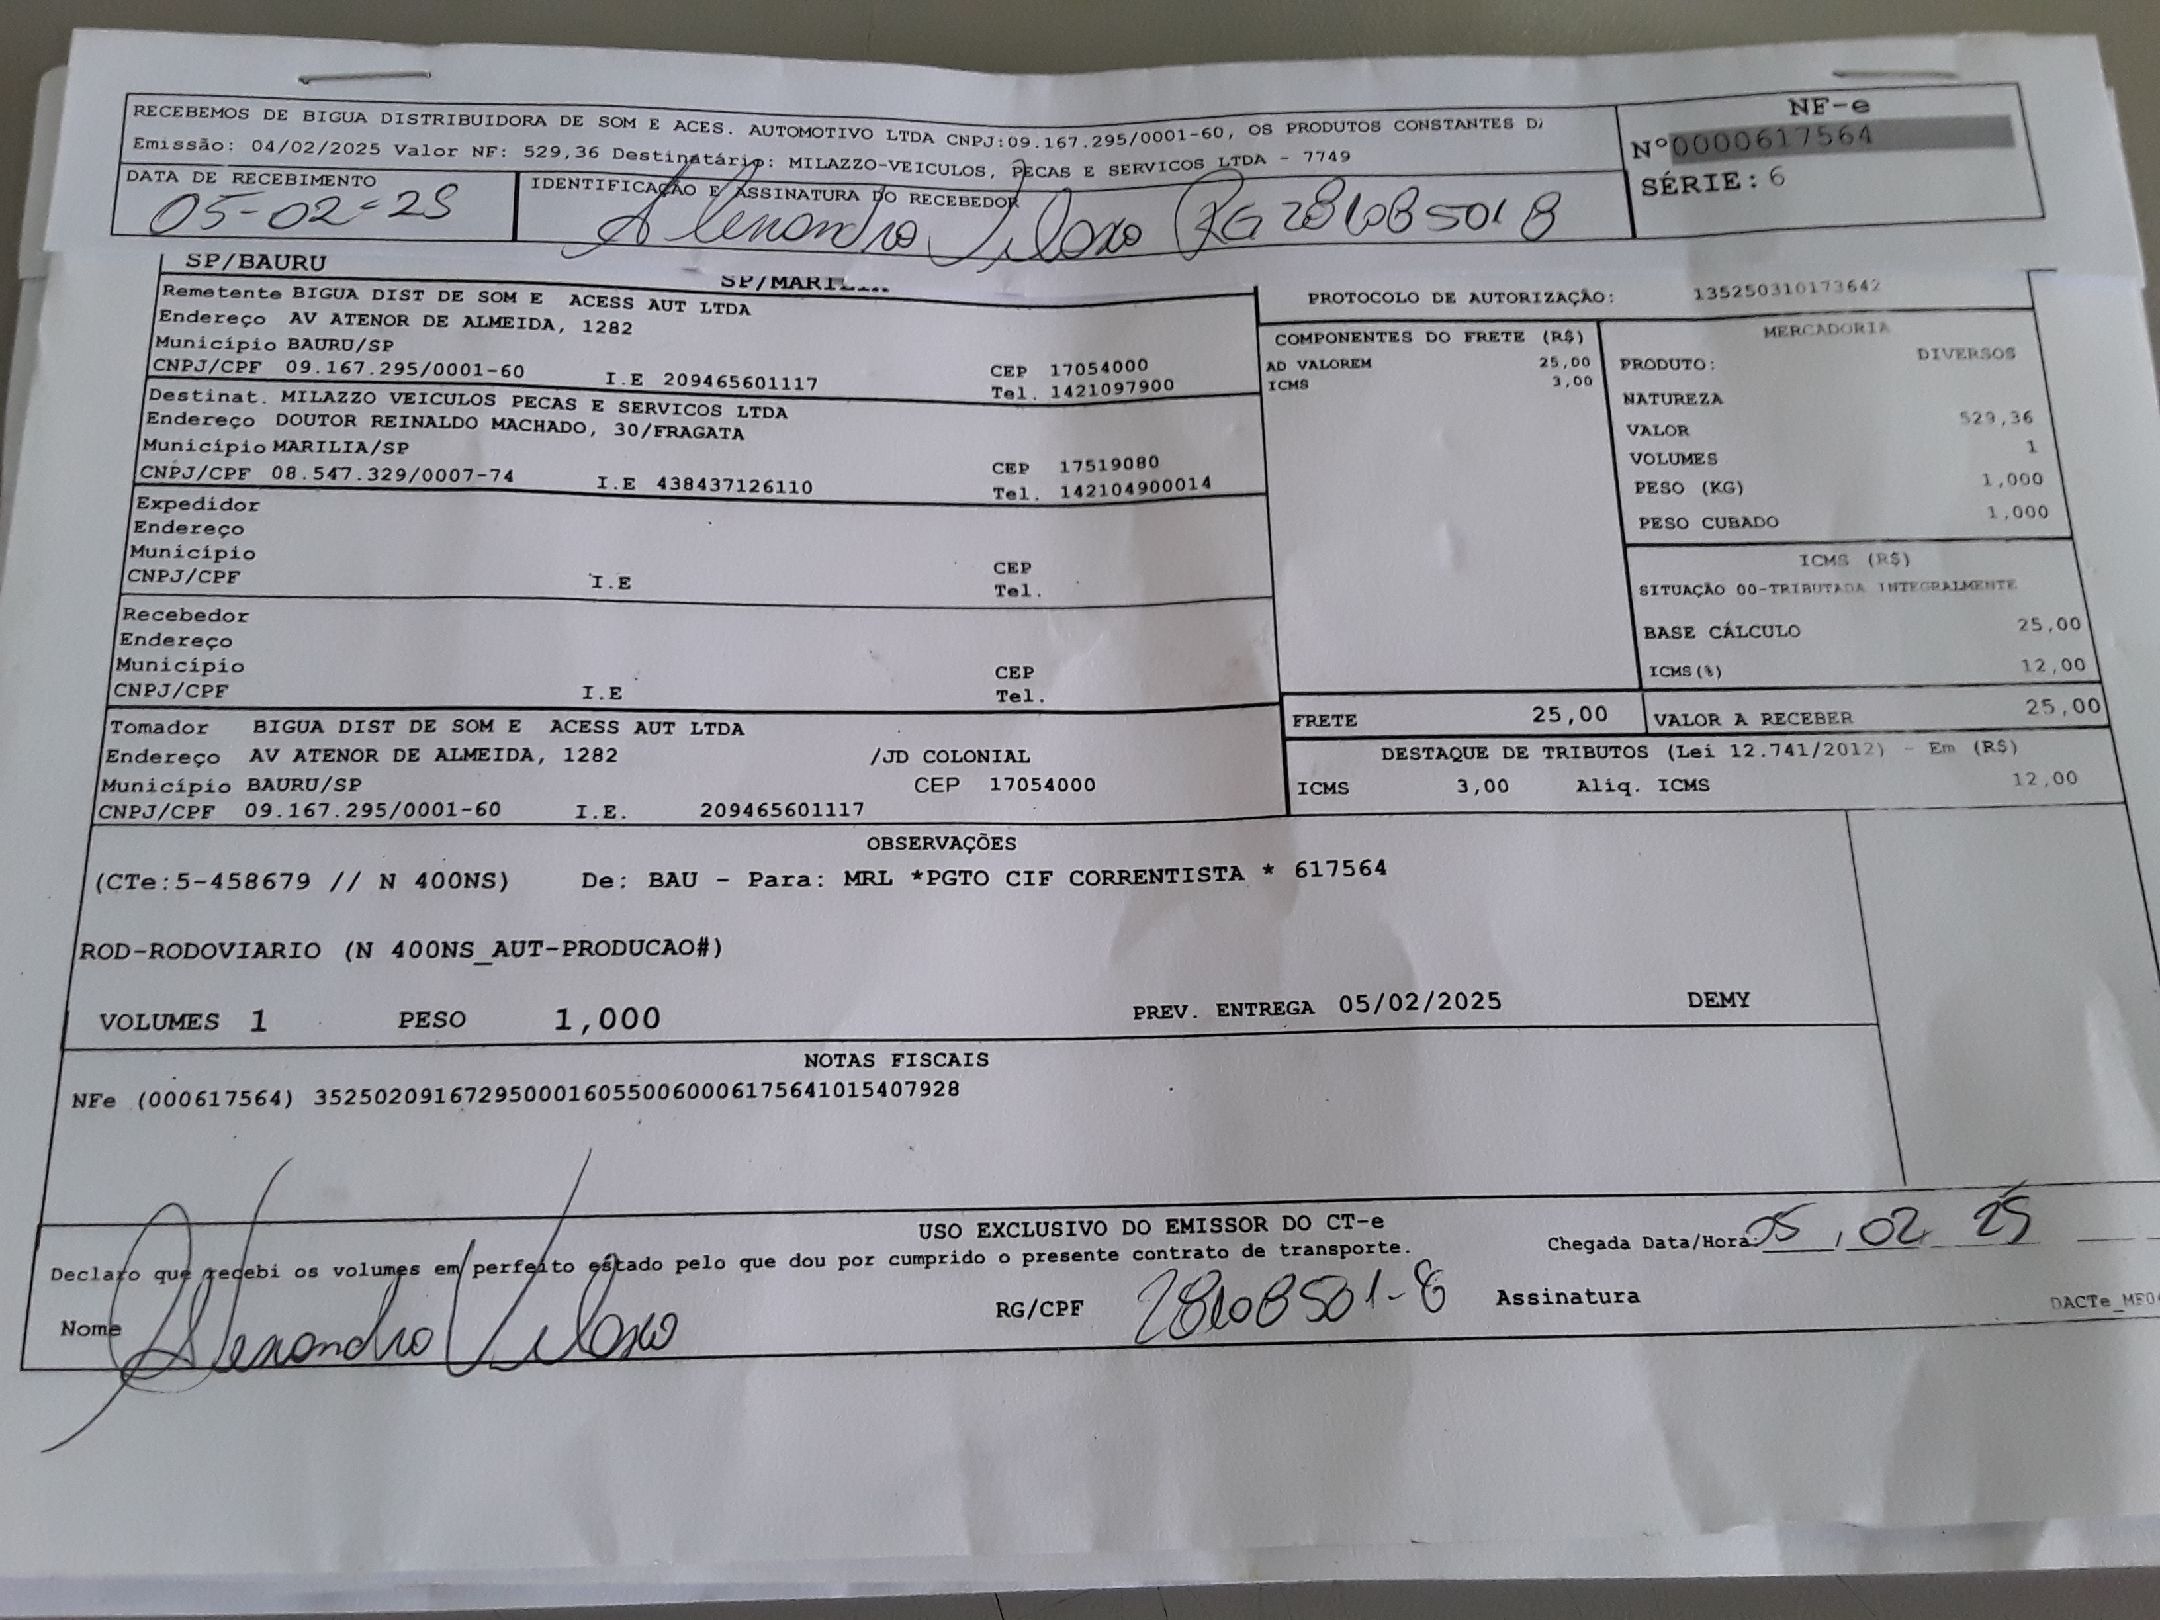 RECEBEMOS DE BIGUA DISTRIBUIDORA DE SOM E ACES. AUTOMOTIVO LTDA CNPJ:09.167.295/0001-60, OS PRODUTOS CONSTANTES
Emissão: 04/02/2025 Valor NF: 529,36 Destinatário: MILAZZO-VEICULOS, PECAS E SERVICOS LTDA - 7749
NF-e
Nº0000617564
SÉRIE: 6
DATA DE RECEBIMENTO
05-02-25
IDENTIFICAÇÃO E ASSINATURA DO RECEBEDOR
SP/BAURU
SP/MARILIA
Remetente BIGUA DIST DE SOM E ACESS AUT LTDA
Endereço AV ATENOR DE ALMEIDA, 1282
Município BAURU/SP
CNPJ/CPF 09.167.295/0001-60 I.E 209465601117
CEP 17054000
Tel. 1421097900
Destinat. MILAZZO VEICULOS PECAS E SERVICOS LTDA
Endereço DOUTOR REINALDO MACHADO, 30/FRAGATA
Município MARILIA/SP
CNPJ/CPF 08.547.329/0007-74 I.E 438437126110
CEP 17519080
Tel. 142104900014
Expedidor
Endereço
Município
CNPJ/CPF I.E
CEP
Tel.
Recebedor
Endereço
Município
CNPJ/CPF I.E
CEP
Tel.
Tomador BIGUA DIST DE SOM E ACESS AUT LTDA
Endereço AV ATENOR DE ALMEIDA, 1282 /JD COLONIAL
Município BAURU/SP CEP 17054000
CNPJ/CPF 09.167.295/0001-60 I.E. 209465601117
PROTOCOLO DE AUTORIZAÇÃO: 135250310173642
COMPONENTES DO FRETE (R$)
AD VALOREM 25,00
ICMS 3,00
MERCADORIA
PRODUTO: DIVERSOS
NATUREZA
VALOR 529,36
VOLUMES 1
PESO (KG) 1,000
PESO CUBADO 1,000
ICMS (R$)
SITUAÇÃO 00-TRIBUTADA INTEGRALMENTE
BASE CÁLCULO 25,00
ICMS(%) 12,00
FRETE 25,00 VALOR A RECEBER 25,00
DESTAQUE DE TRIBUTOS (Lei 12.741/2012) - Em (R$)
ICMS 3,00 Aliq. ICMS 12,00
OBSERVAÇÕES
(CTe:5-458679 // N 400NS) De: BAU - Para: MRL *PGTO CIF CORRENTISTA * 617564
ROD-RODOVIARIO (N 400NS_AUT-PRODUCAO#)
VOLUMES 1 PESO 1,000 PREV. ENTREGA 05/02/2025 DEMY
NOTAS FISCAIS
NFe (000617564) 35250209167295000160550060006175641015407928
USO EXCLUSIVO DO EMISSOR DO CT-e
Declaro que recebi os volumes em perfeito estado pelo que dou por cumprido o presente contrato de transporte.
Chegada Data/Hora: 05, 02 25
Nome
RG/CPF
Assinatura